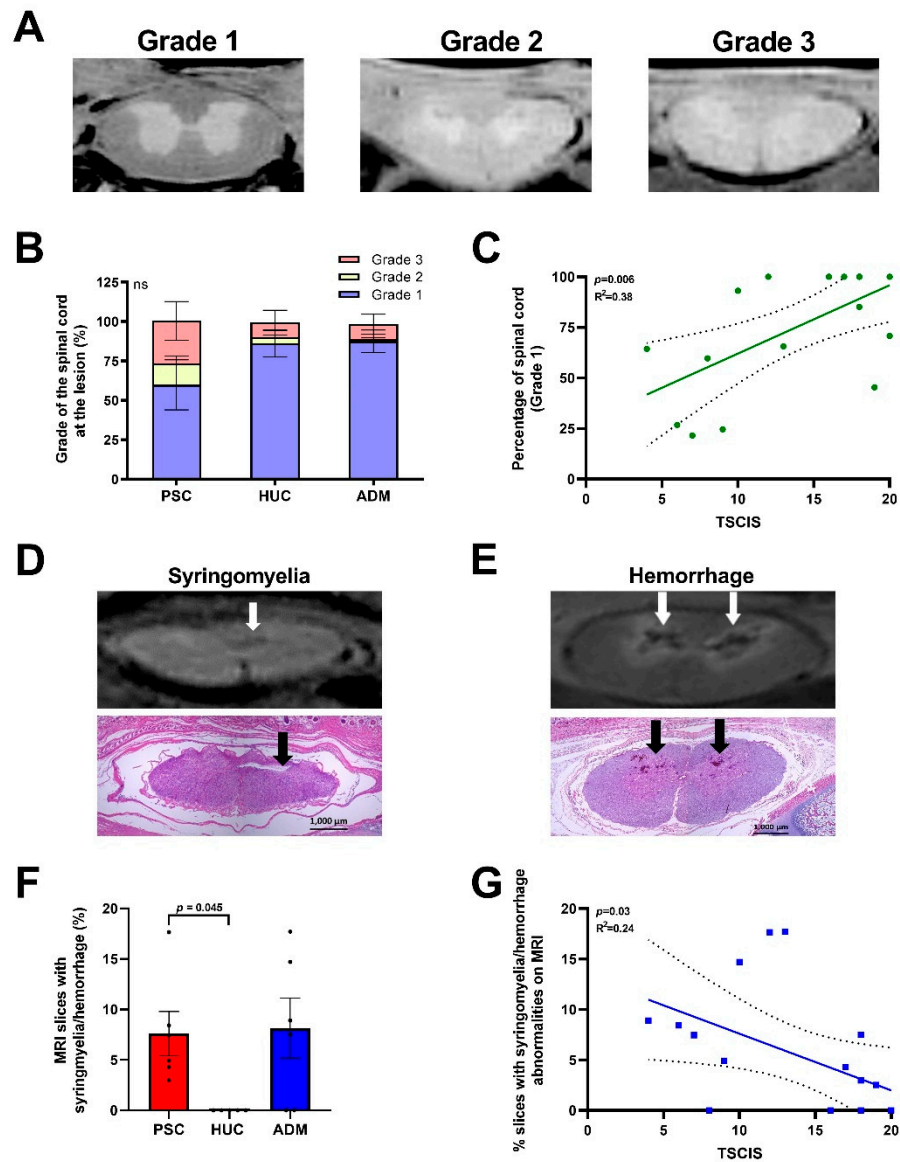 A
Grade 1
Grade 2
Grade 3
B
Grade of the spinal cord
at the lesion (%)
125
100
75
50
25
0
ns
Grade 3
Grade 2
Grade 1
PSC
HUC
ADM
C
Percentage of spinal cord
(Grade 1)
100
75
50
25
0
p=0.006
R²=0.38
0
5
10
15
20
TSCIS
D
Syringomyelia
1,000 µm
E
Hemorrhage
1,000 µm
F
MRI slices with
syringmyelia/hemorrhage (%)
20
15
10
5
0
p = 0.045
PSC
HUC
ADM
G
% slices with syringomyelia/hemorrhage
abnormalities on MRI
20
15
10
5
0
p=0.03
R²=0.24
0
5
10
15
20
TSCIS